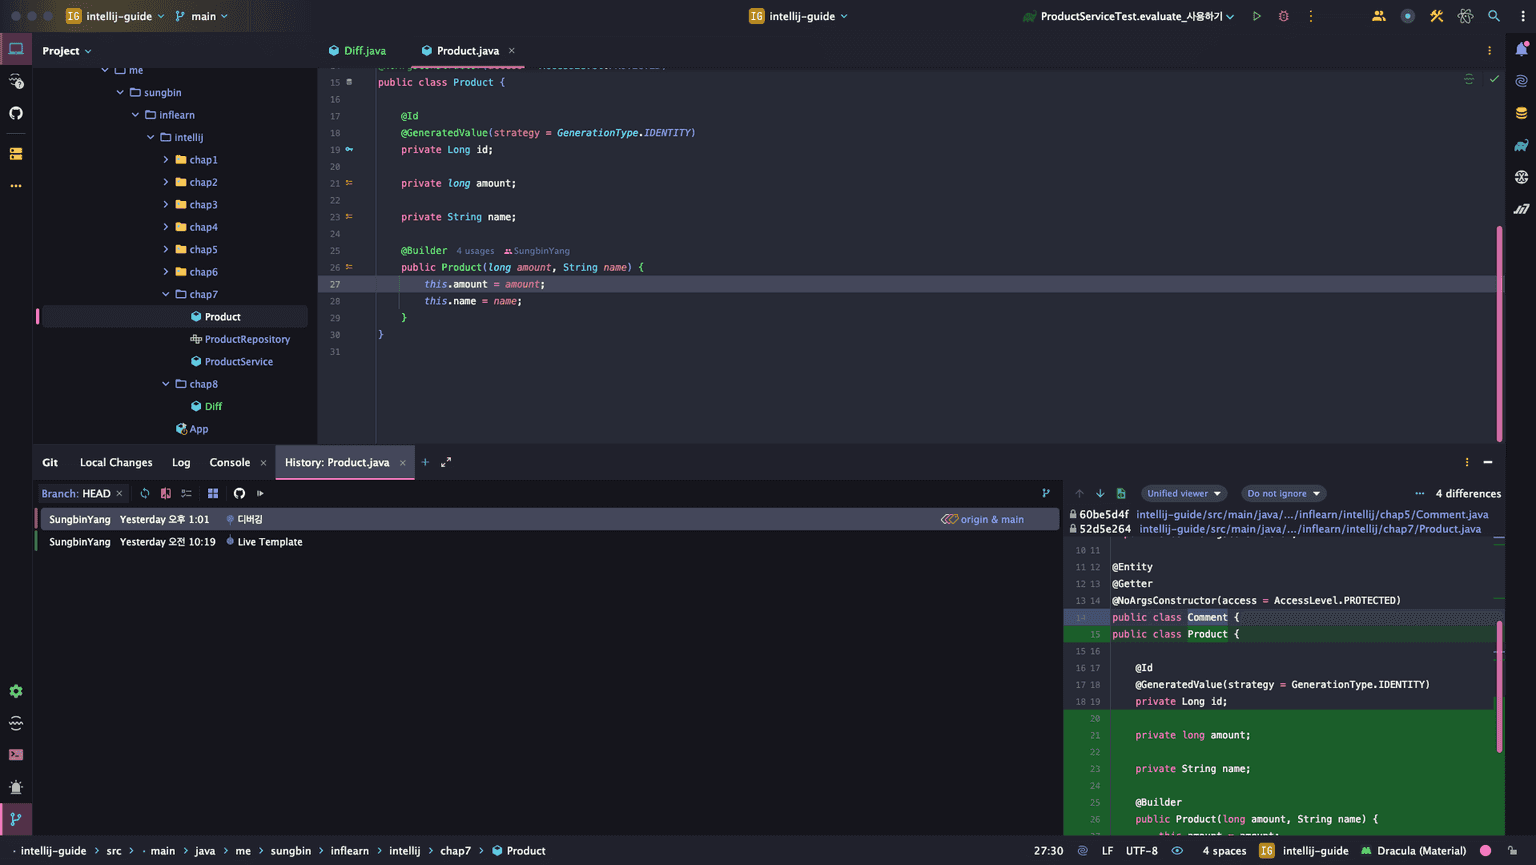 IG intellij-guide main
IG intellij-guide
ProductServiceTest.evaluate_사용하기
Project
me
sungbin
inflearn
intellij
chap1
chap2
chap3
chap4
chap5
chap6
chap7
Product
ProductRepository
ProductService
chap8
Diff
App
Diff.java Product.java
15 public class Product {
16
17 @Id
18 @GeneratedValue(strategy = GenerationType.IDENTITY)
19 private Long id;
20
21 private long amount;
22
23 private String name;
24
25 @Builder 4 usages SungbinYang
26 public Product(long amount, String name) {
27 this.amount = amount;
28 this.name = name;
29 }
30 }
31
Git Local Changes Log Console History: Product.java
Branch: HEAD
SungbinYang Yesterday 오후 1:01 디버깅 origin & main
SungbinYang Yesterday 오전 10:19 Live Template
Unified viewer Do not ignore 4 differences
60be5d4f intellij-guide/src/main/java/.../inflearn/intellij/chap5/Comment.java
52d5e264 intellij-guide/src/main/java/.../inflearn/intellij/chap7/Product.java
10 11
11 12 @Entity
12 13 @Getter
13 14 @NoArgsConstructor(access = AccessLevel.PROTECTED)
14 public class Comment {
15 public class Product {
15 16
16 17 @Id
17 18 @GeneratedValue(strategy = GenerationType.IDENTITY)
18 19 private Long id;
20
21 private long amount;
22
23 private String name;
24
25 @Builder
26 public Product(long amount, String name) {
intellij-guide > src > main > java > me > sungbin > inflearn > intellij > chap7 > Product
27:30 LF UTF-8 4 spaces IG intellij-guide Dracula (Material)